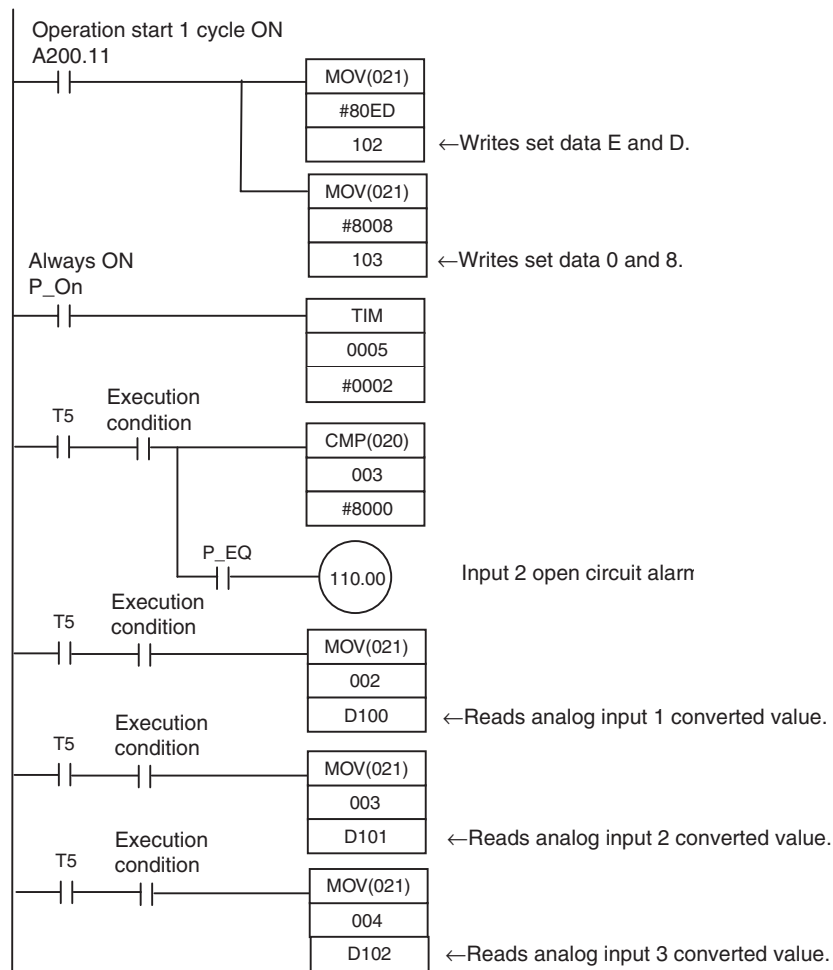 Operation start 1 cycle ON
A200.11
MOV(021)
#80ED
102 ←Writes set data E and D.
MOV(021)
#8008
103 ←Writes set data 0 and 8.
Always ON
P_On
TIM
0005
#0002
Execution
T5 condition
CMP(020)
003
#8000
P_EQ
110.00 Input 2 open circuit alarm
Execution
T5 condition
MOV(021)
002
D100 ←Reads analog input 1 converted value.
Execution
T5 condition
MOV(021)
003
D101 ←Reads analog input 2 converted value.
Execution
T5 condition
MOV(021)
004
D102 ←Reads analog input 3 converted value.